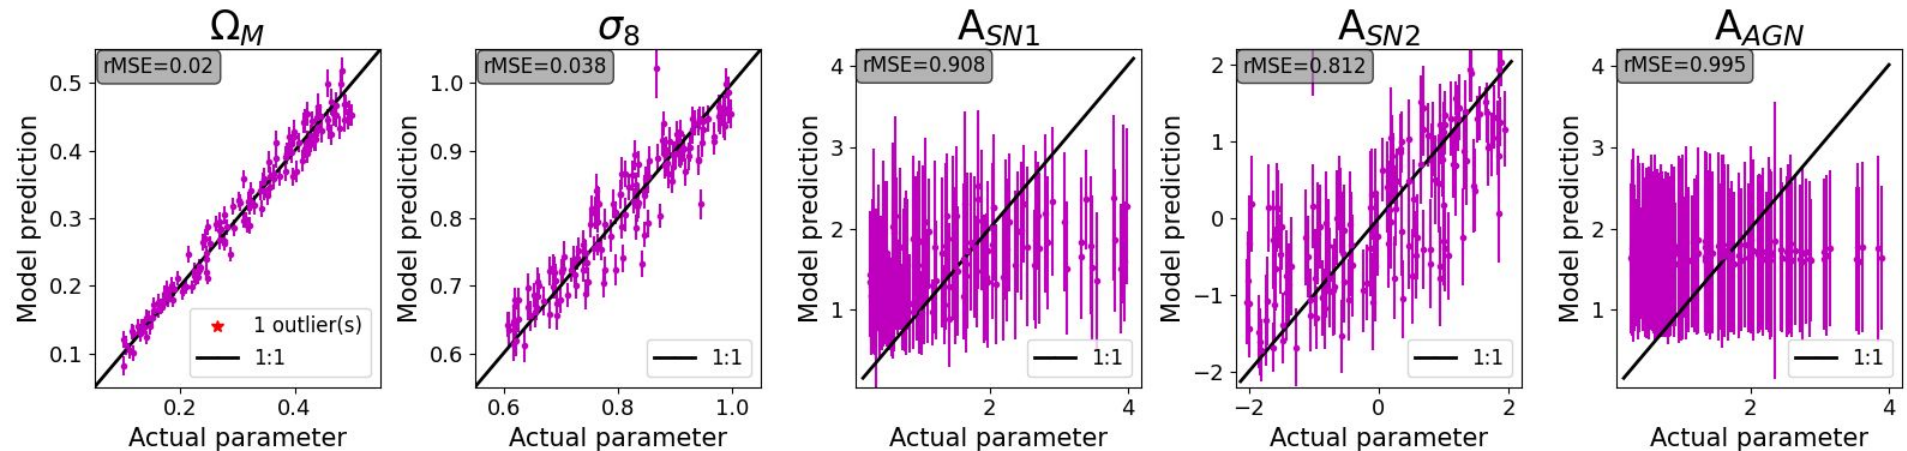 Ω_M
rMSE=0.02
0.5
0.4
0.3
0.2
0.1
0.2 0.4
Model prediction
Actual parameter
1 outlier(s)
1:1
σ_8
rMSE=0.038
1.0
0.9
0.8
0.7
0.6
0.6 0.8 1.0
Model prediction
Actual parameter
1:1
A_SN1
rMSE=0.908
4
3
2
1
2 4
Model prediction
Actual parameter
1:1
A_SN2
rMSE=0.812
2
1
0
−1
−2
−2 0 2
Model prediction
Actual parameter
1:1
A_AGN
rMSE=0.995
4
3
2
1
2 4
Model prediction
Actual parameter
1:1